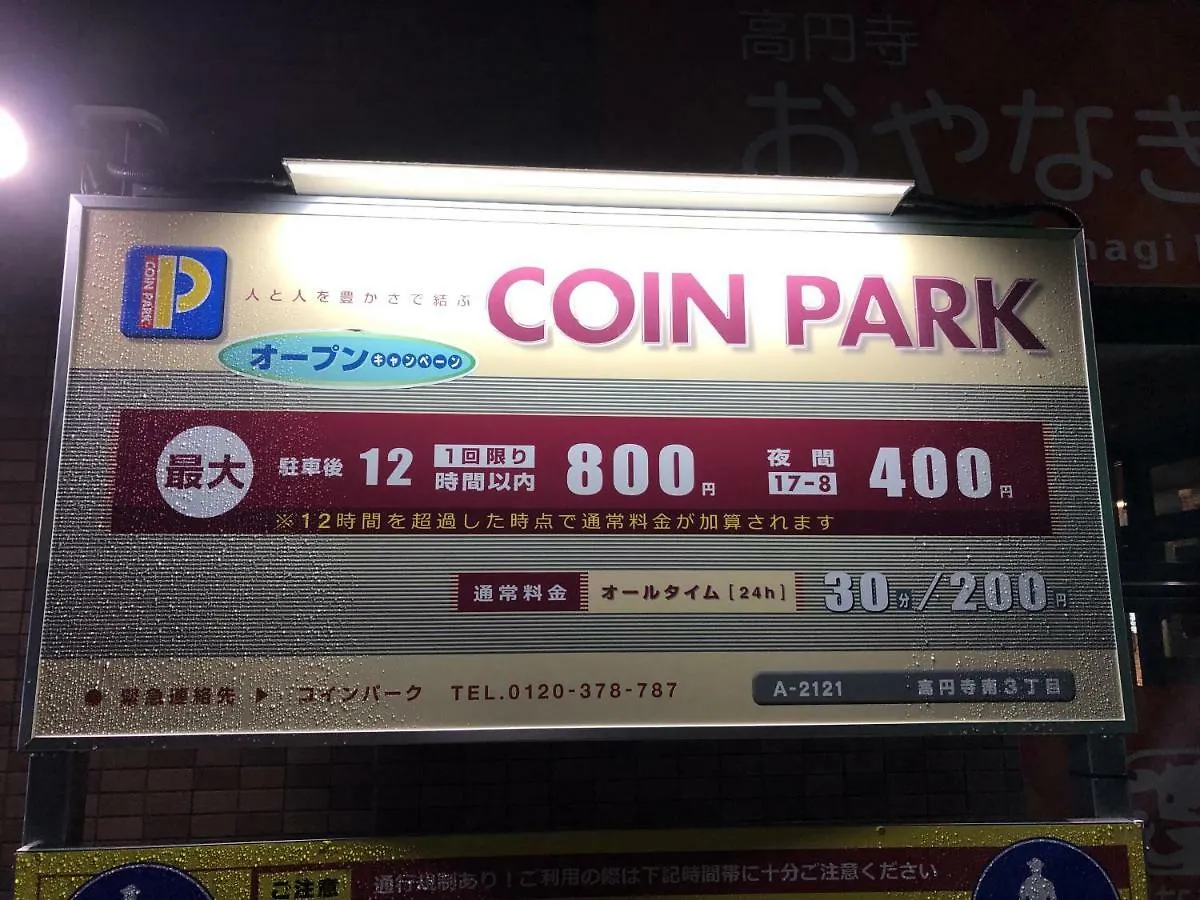 高円寺
おやなぎ
nagi
COIN PARK
人と人を豊かさで結ぶ
COIN PARK
オープンキャンペーン
最大
駐車後 12 1回限り 時間以内 800円
夜間 17-8 400円
※12時間を超過した時点で通常料金が加算されます
通常料金 オールタイム[24h] 30分/200円
● 緊急連絡先 ▶ コインパーク TEL.0120-378-787
A-2121 高円寺南3丁目
ご注意 通行規制あり!ご利用の際は下記時間帯に十分ご注意ください